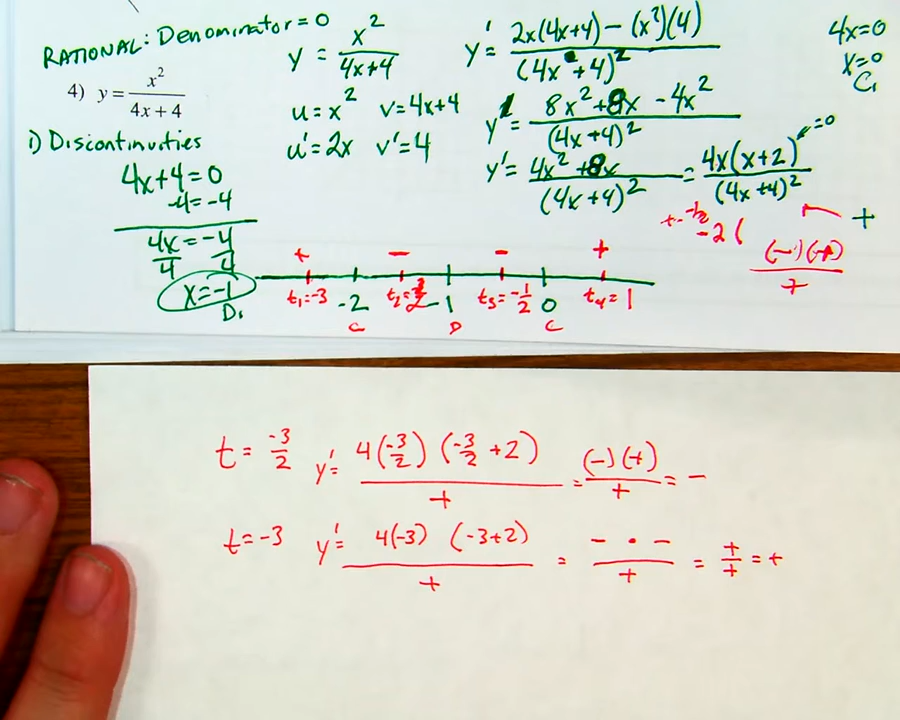 RATIONAL: Denominator = 0
4) y = x²/(4x + 4)
1) Discontinuities
4x+4=0
-4=-4
4x/4 = -4/4
x=-1
D₁
y = x²/(4x+4)
u=x² v=4x+4
u'=2x v'=4
y' = (2x(4x+4) - (x²)(4))/(4x+4)²
y' = (8x²+8x - 4x²)/(4x+4)²
y' = (4x²+8x)/(4x+4)² = 4x(x+2)/(4x+4)² =0
4x=0
x=0
C₁
-2(
+
(-)(+)/+
+ - - +
t₁=-3 -2 t₂= -1 t₃=-1/2 0 t₄=1
C D C
t = -3/2 y' = 4(-3/2)(-3/2 +2)/+ = (-)(+)/+ = -
t=-3 y' = 4(-3) (-3+2)/+ = - · -/+ = +/+ = +